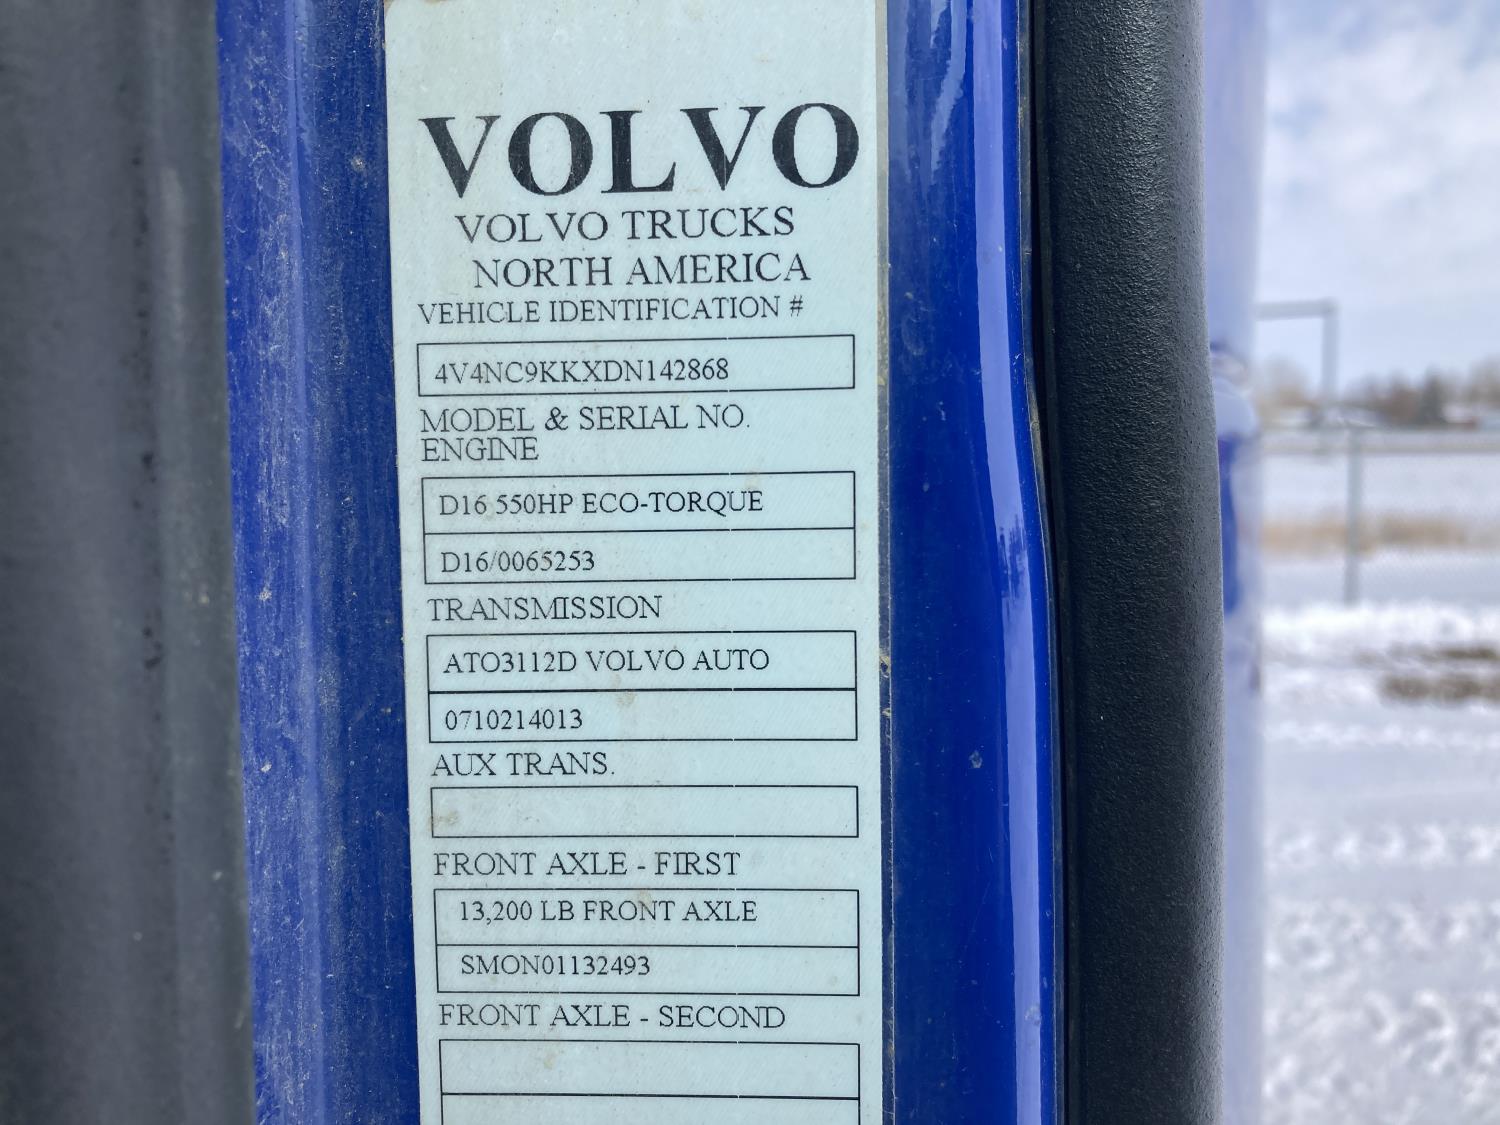 VOLVO
VOLVO TRUCKS
NORTH AMERICA
VEHICLE IDENTIFICATION #
4V4NC9KKXDN142868
MODEL & SERIAL NO.
ENGINE
D16 550HP ECO-TORQUE
D16/0065253
TRANSMISSION
ATO3112D VOLVO AUTO
0710214013
AUX TRANS.
FRONT AXLE - FIRST
13,200 LB FRONT AXLE
SMON01132493
FRONT AXLE - SECOND